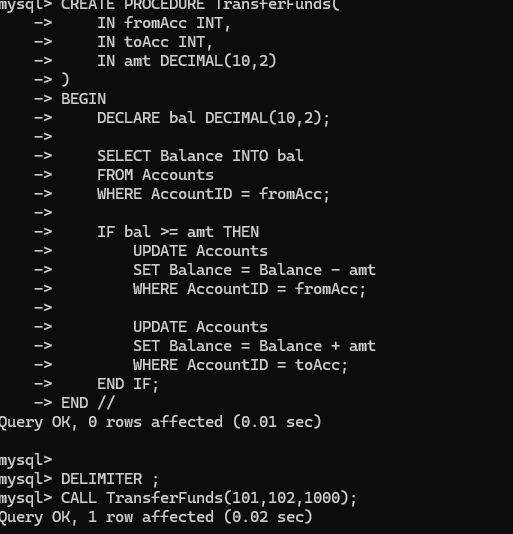 mysql> CREATE PROCEDURE TransferFunds(
    ->     IN fromAcc INT,
    ->     IN toAcc INT,
    ->     IN amt DECIMAL(10,2)
    -> )
    -> BEGIN
    ->     DECLARE bal DECIMAL(10,2);
    ->
    ->     SELECT Balance INTO bal
    ->     FROM Accounts
    ->     WHERE AccountID = fromAcc;
    ->
    ->     IF bal >= amt THEN
    ->         UPDATE Accounts
    ->         SET Balance = Balance - amt
    ->         WHERE AccountID = fromAcc;
    ->
    ->         UPDATE Accounts
    ->         SET Balance = Balance + amt
    ->         WHERE AccountID = toAcc;
    ->     END IF;
    -> END //
Query OK, 0 rows affected (0.01 sec)

mysql>
mysql> DELIMITER ;
mysql> CALL TransferFunds(101,102,1000);
Query OK, 1 row affected (0.02 sec)